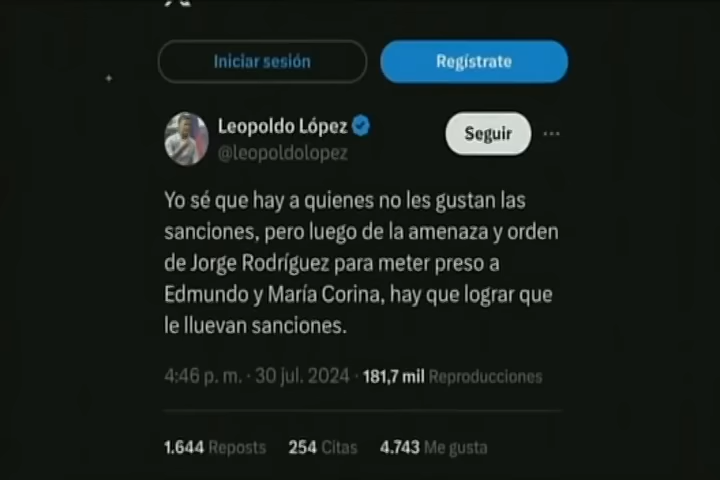 Iniciar sesión
Regístrate
Leopoldo López
@leopoldolopez
Seguir
Yo sé que hay a quienes no les gustan las
sanciones, pero luego de la amenaza y orden
de Jorge Rodríguez para meter preso a
Edmundo y María Corina, hay que lograr que
le lluevan sanciones.
4:46 p. m. · 30 jul. 2024 · 181,7 mil Reproducciones
1.644 Reposts 254 Citas 4.743 Me gusta